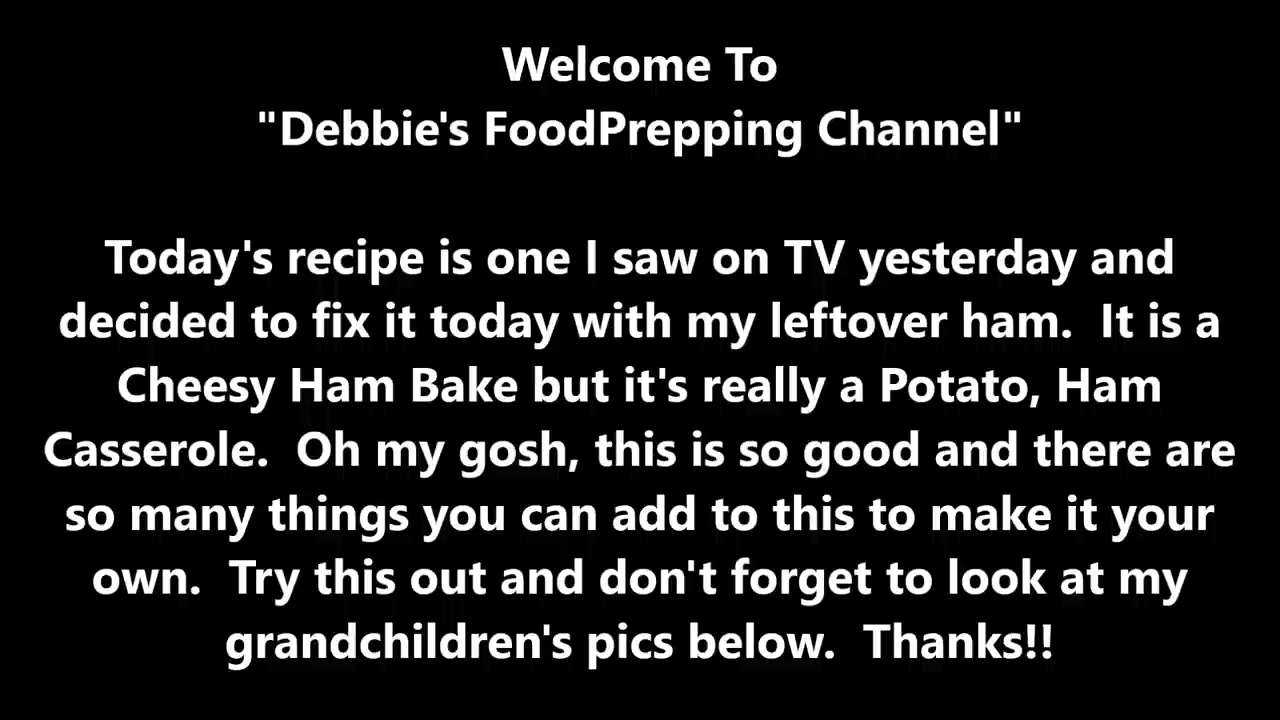 Welcome To
"Debbie's FoodPrepping Channel"
Today's recipe is one I saw on TV yesterday and
decided to fix it today with my leftover ham.  It is a
Cheesy Ham Bake but it's really a Potato, Ham
Casserole.  Oh my gosh, this is so good and there are
so many things you can add to this to make it your
own.  Try this out and don't forget to look at my
grandchildren's pics below.  Thanks!!